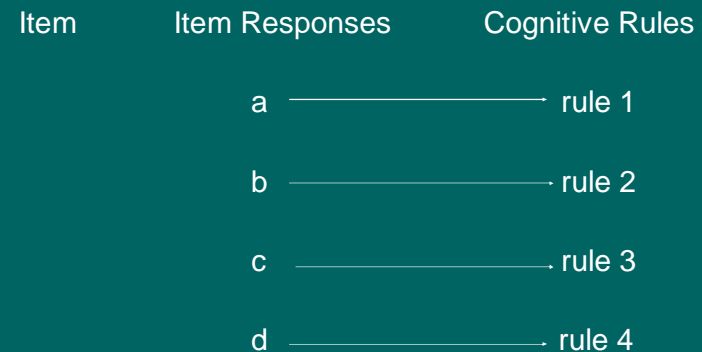 Item Item Responses Cognitive Rules
a rule 1
b rule 2
c rule 3
d rule 4